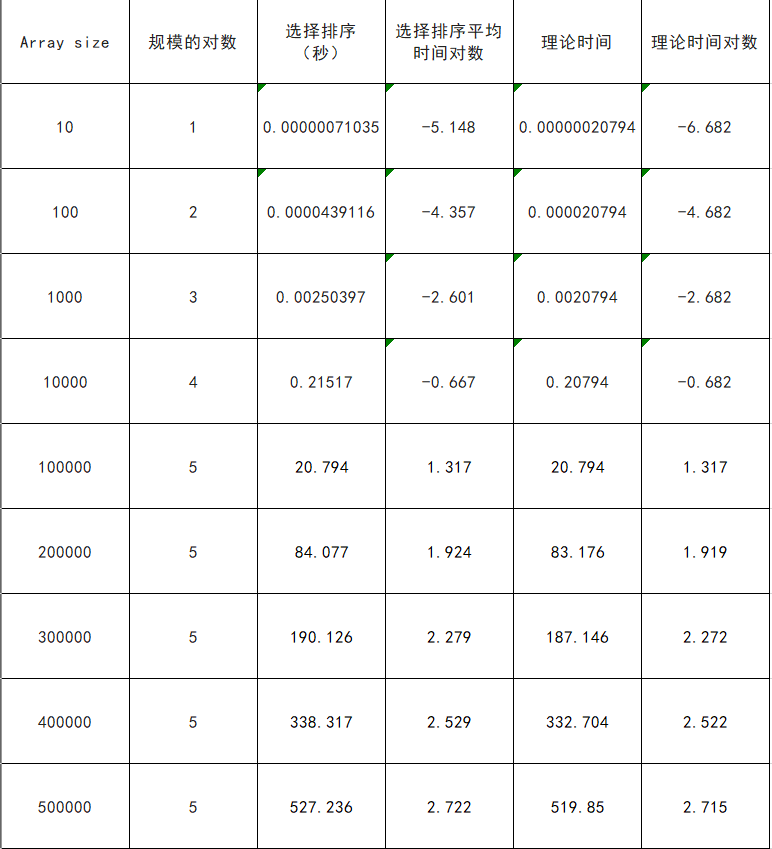 Array size 规模的对数 选择排序（秒） 选择排序平均时间对数 理论时间 理论时间对数
10 1 0.00000071035 -5.148 0.00000020794 -6.682
100 2 0.0000439116 -4.357 0.000020794 -4.682
1000 3 0.00250397 -2.601 0.0020794 -2.682
10000 4 0.21517 -0.667 0.20794 -0.682
100000 5 20.794 1.317 20.794 1.317
200000 5 84.077 1.924 83.176 1.919
300000 5 190.126 2.279 187.146 2.272
400000 5 338.317 2.529 332.704 2.522
500000 5 527.236 2.722 519.85 2.715